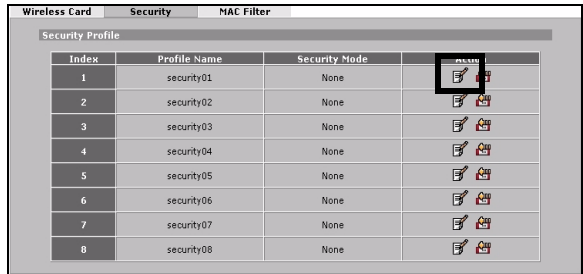 Wireless Card Security MAC Filter
Security Profile
Index Profile Name Security Mode Action
1 security01 None
2 security02 None
3 security03 None
4 security04 None
5 security05 None
6 security06 None
7 security07 None
8 security08 None